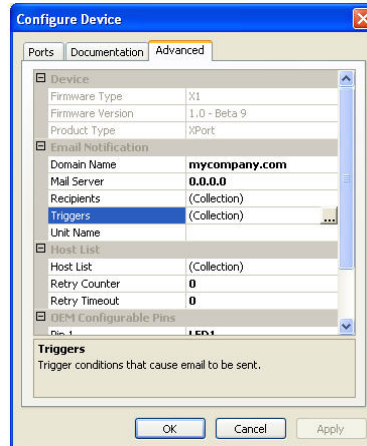 Configure Device
Ports Documentation Advanced
Device
Firmware Type X1
Firmware Version 1.0 - Beta 9
Product Type XPort
Email Notification
Domain Name mycompany.com
Mail Server 0.0.0.0
Recipients (Collection)
Triggers (Collection) ...
Unit Name
Host List
Host List (Collection)
Retry Counter 0
Retry Timeout 0
OEM Configurable Pins
Pin 1 LED1
Triggers
Trigger conditions that cause email to be sent.
OK Cancel Apply